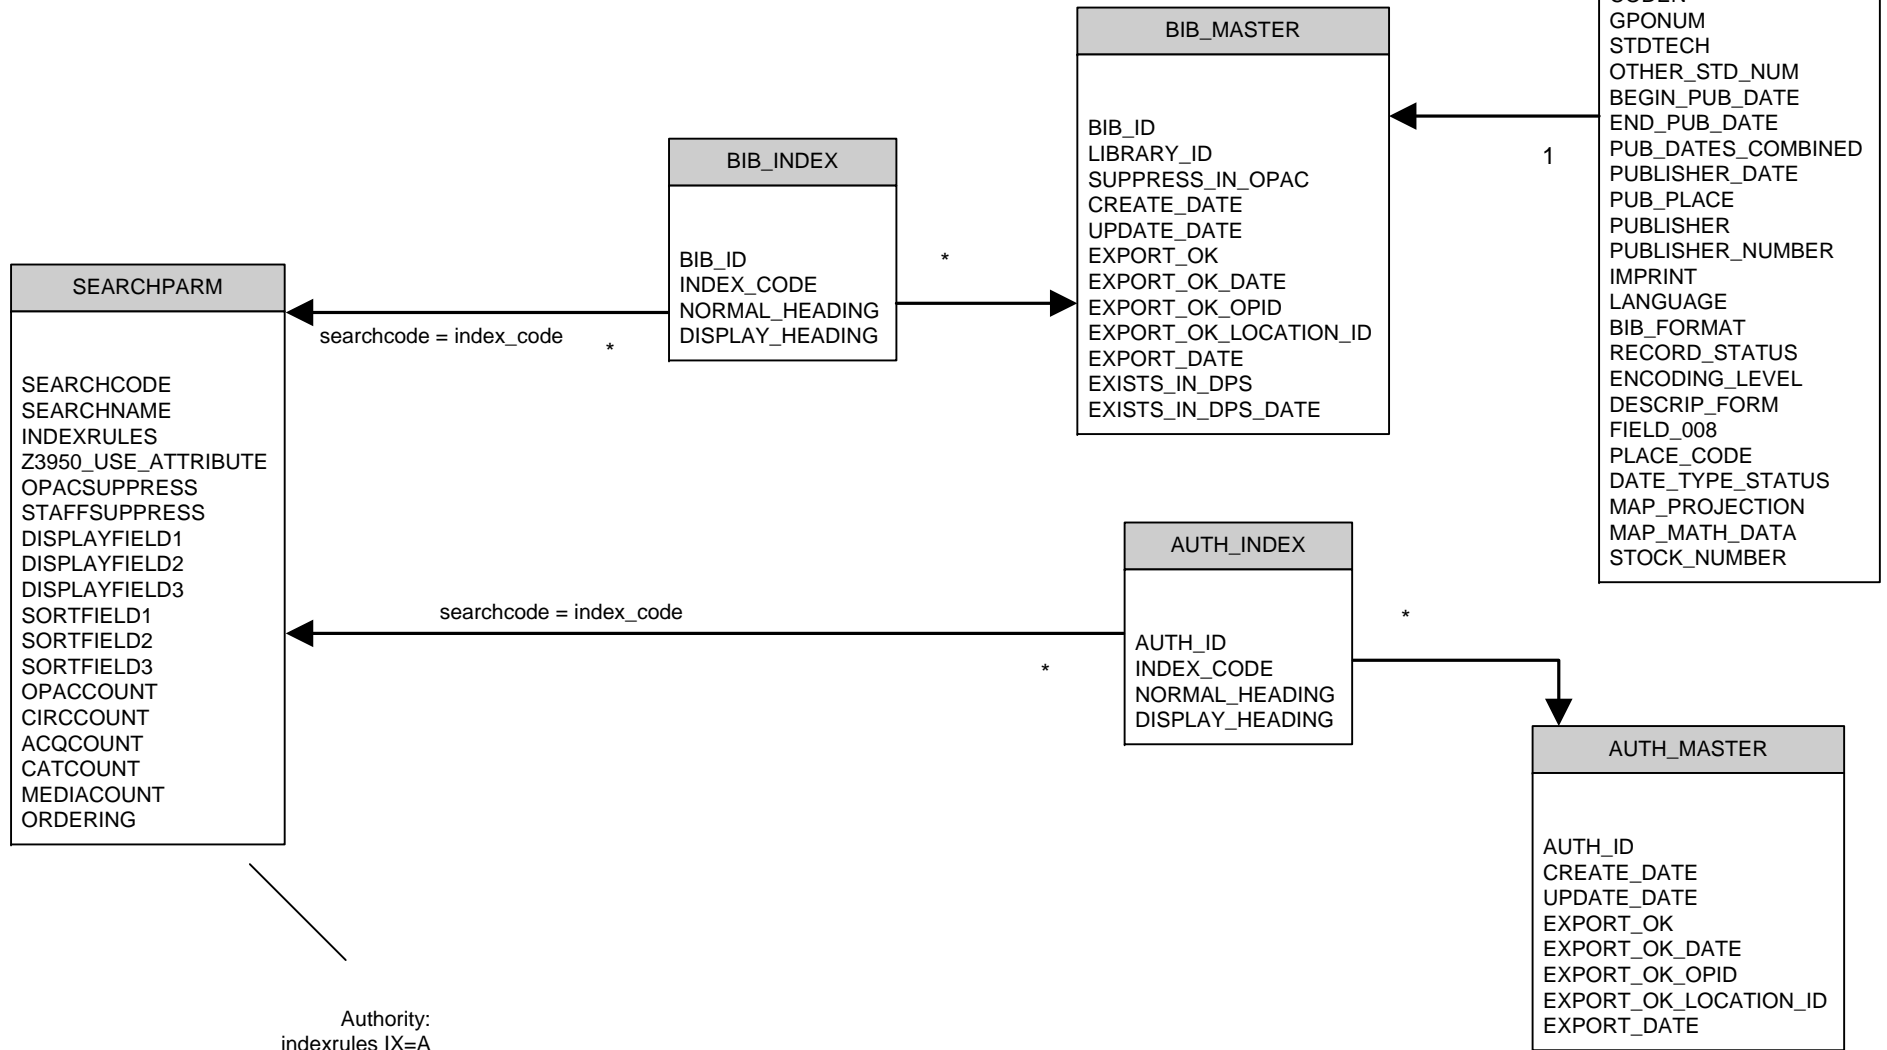 SEARCHPARM
SEARCHCODE
SEARCHNAME
INDEXRULES
Z3950_USE_ATTRIBUTE
OPACSUPPRESS
STAFFSUPPRESS
DISPLAYFIELD1
DISPLAYFIELD2
DISPLAYFIELD3
SORTFIELD1
SORTFIELD2
SORTFIELD3
OPACCOUNT
CIRCCOUNT
ACQCOUNT
CATCOUNT
MEDIACOUNT
ORDERING
Authority:
indexrules IX=A
searchcode = index_code
*
searchcode = index_code
*
BIB_INDEX
BIB_ID
INDEX_CODE
NORMAL_HEADING
DISPLAY_HEADING
*
BIB_MASTER
BIB_ID
LIBRARY_ID
SUPPRESS_IN_OPAC
CREATE_DATE
UPDATE_DATE
EXPORT_OK
EXPORT_OK_DATE
EXPORT_OK_OPID
EXPORT_OK_LOCATION_ID
EXPORT_DATE
EXISTS_IN_DPS
EXISTS_IN_DPS_DATE
1
GPONUM
STDTECH
OTHER_STD_NUM
BEGIN_PUB_DATE
END_PUB_DATE
PUB_DATES_COMBINED
PUBLISHER_DATE
PUB_PLACE
PUBLISHER
PUBLISHER_NUMBER
IMPRINT
LANGUAGE
BIB_FORMAT
RECORD_STATUS
ENCODING_LEVEL
DESCRIP_FORM
FIELD_008
PLACE_CODE
DATE_TYPE_STATUS
MAP_PROJECTION
MAP_MATH_DATA
STOCK_NUMBER
AUTH_INDEX
AUTH_ID
INDEX_CODE
NORMAL_HEADING
DISPLAY_HEADING
*
AUTH_MASTER
AUTH_ID
CREATE_DATE
UPDATE_DATE
EXPORT_OK
EXPORT_OK_DATE
EXPORT_OK_OPID
EXPORT_OK_LOCATION_ID
EXPORT_DATE